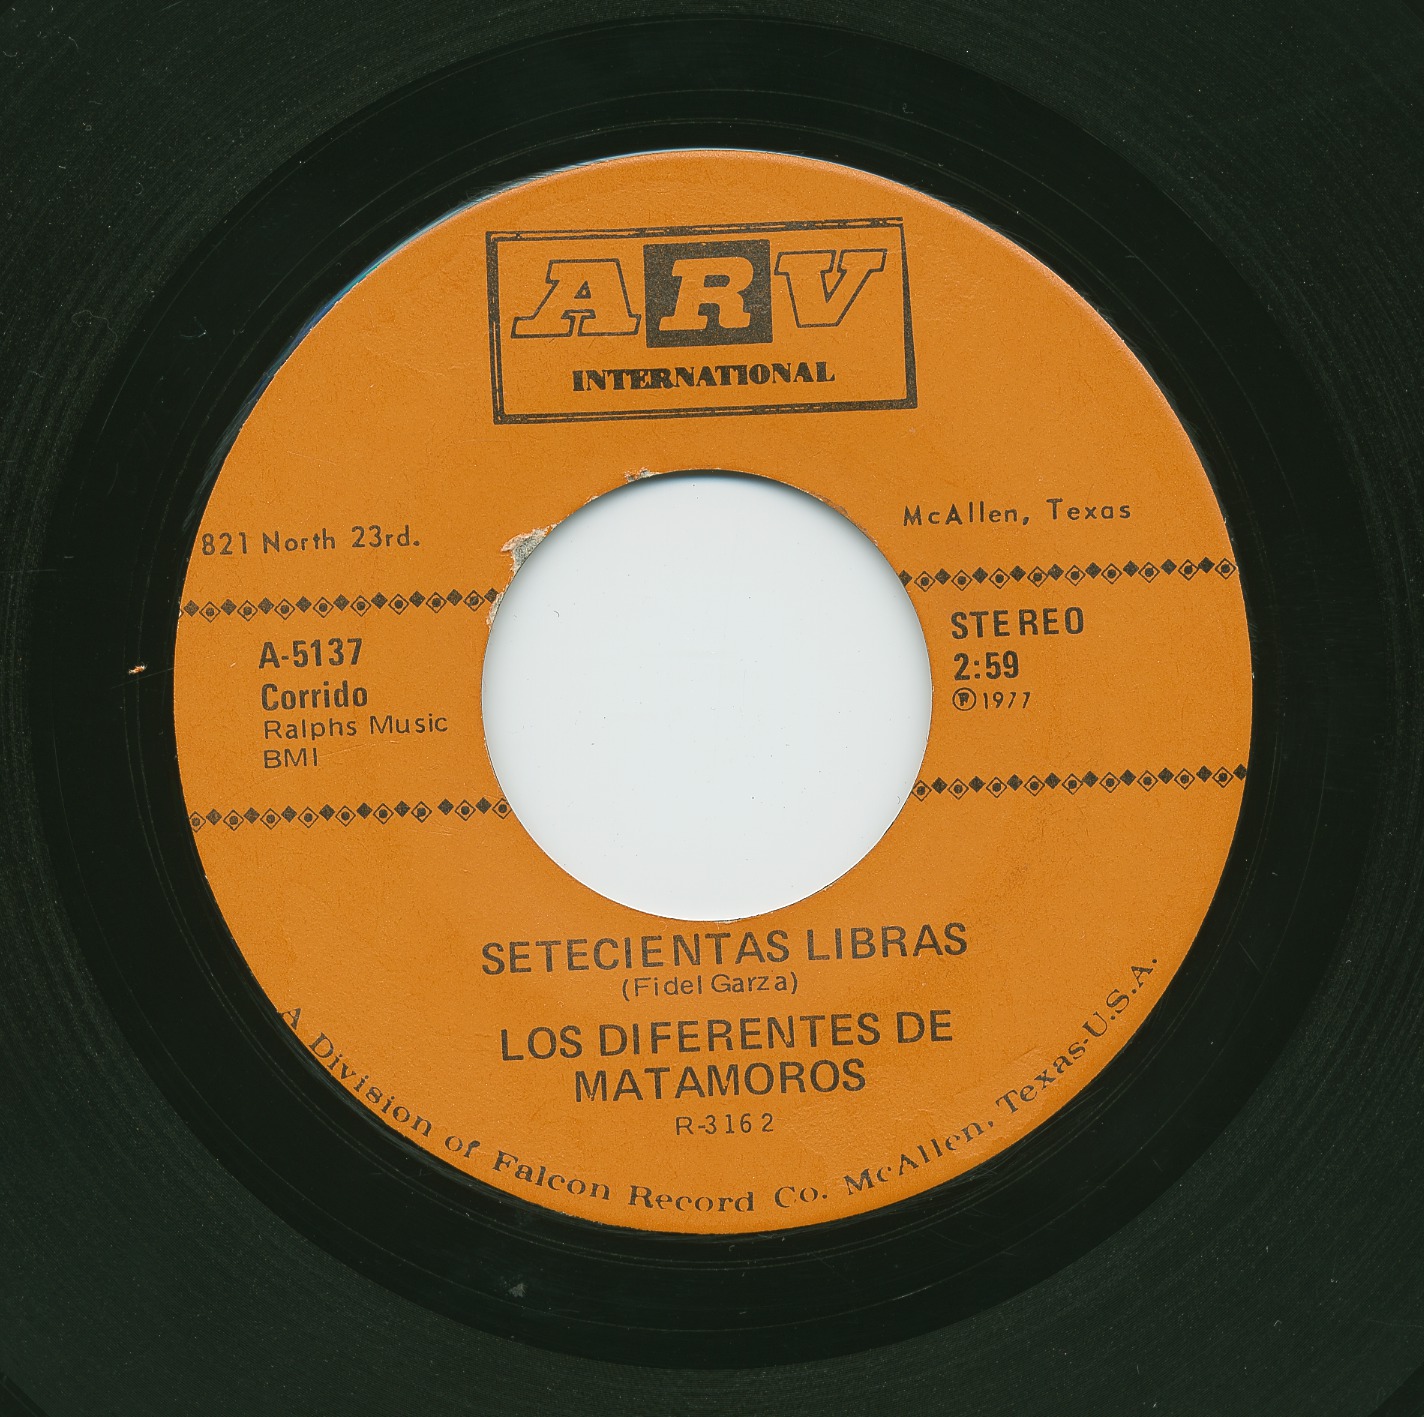 ARV
INTERNATIONAL
821 North 23rd.
McAllen, Texas
A-5137
Corrido
Ralphs Music
BMI
STEREO
2:59
Ⓟ1977
SETECIENTAS LIBRAS
(Fidel Garza)
LOS DIFERENTES DE
MATAMOROS
R-3162
A Division of Falcon Record Co. McAllen, Texas-U.S.A.